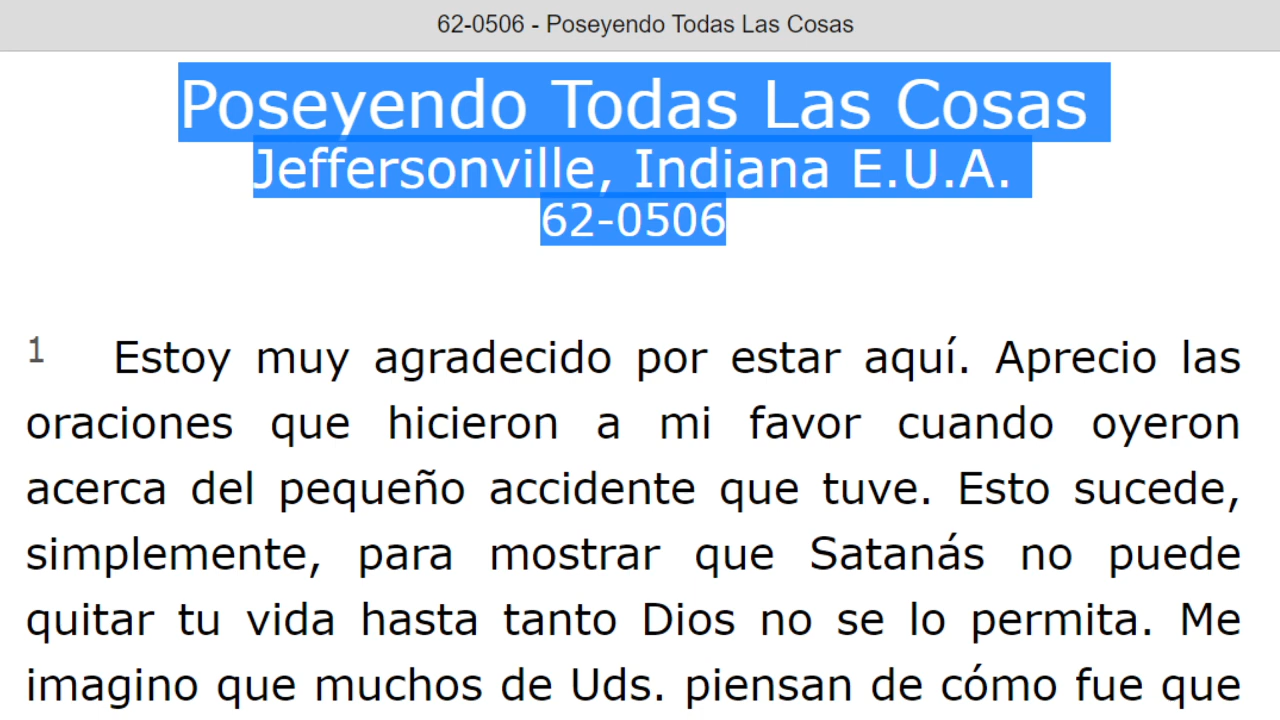 62-0506 - Poseyendo Todas Las Cosas
Poseyendo Todas Las Cosas
Jeffersonville, Indiana E.U.A.
62-0506
1 Estoy muy agradecido por estar aquí. Aprecio las
oraciones que hicieron a mi favor cuando oyeron
acerca del pequeño accidente que tuve. Esto sucede,
simplemente, para mostrar que Satanás no puede
quitar tu vida hasta tanto Dios no se lo permita. Me
imagino que muchos de Uds. piensan de cómo fue que